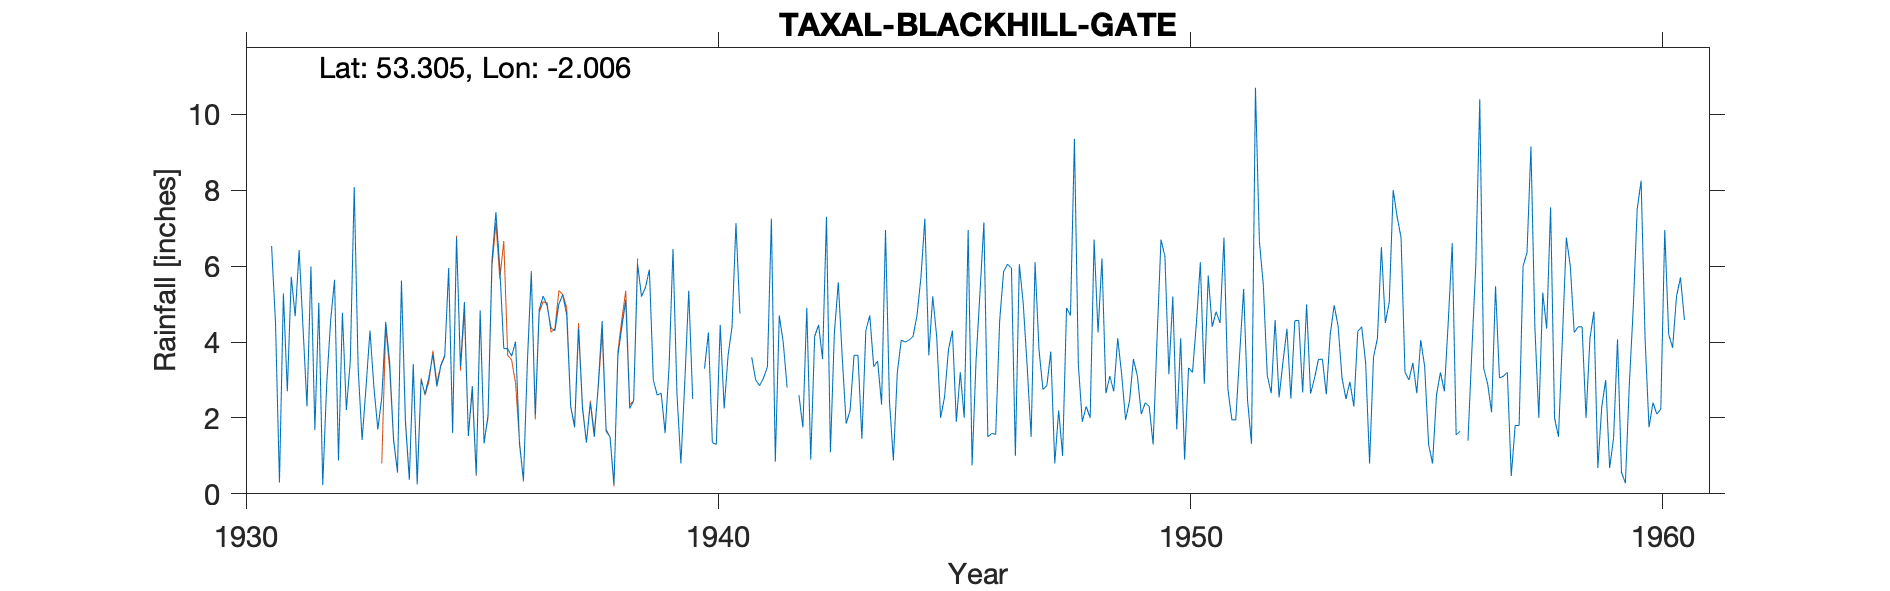 TAXAL-BLACKHILL-GATE
Lat: 53.305, Lon: -2.006
Rainfall [inches]
10
8
6
4
2
0
1930 1940 1950 1960
Year